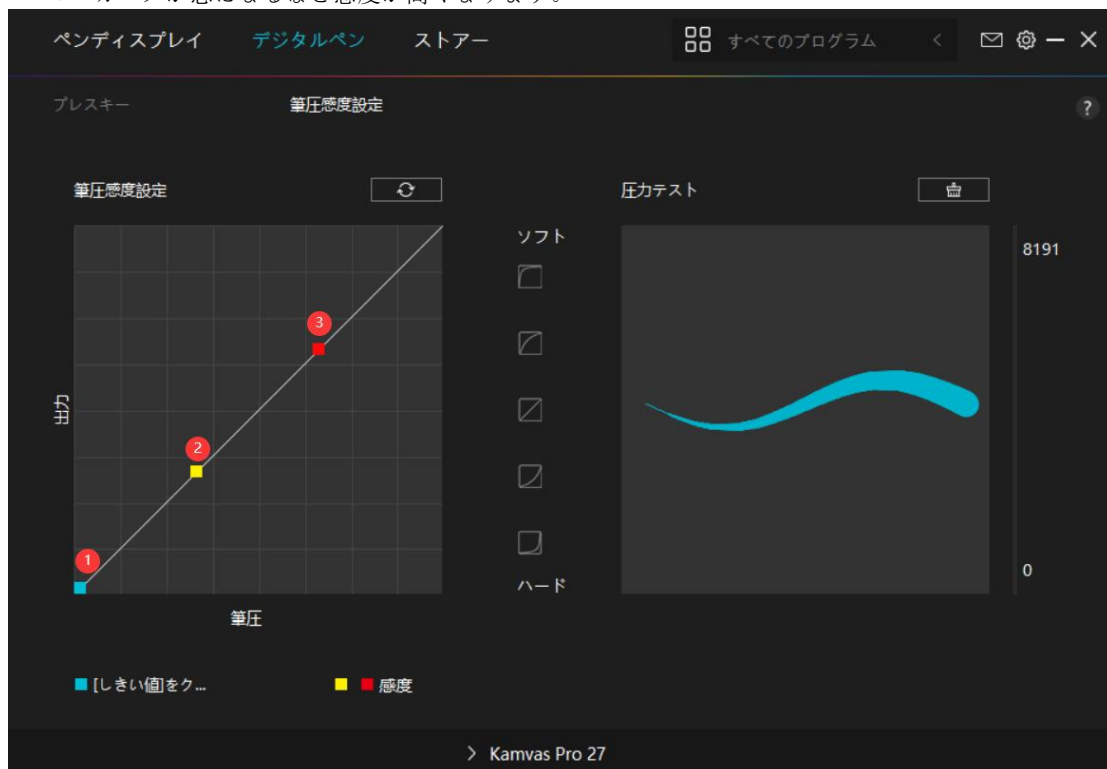 ペンディスプレイ デジタルペン ストアー すべてのプログラム
プレスキー 筆圧感度設定 ?
筆圧感度設定 圧力テスト
ソフト
8191
3
出力
2
1
0
ハード
筆圧
[しきい値]をク... 感度
Kamvas Pro 27